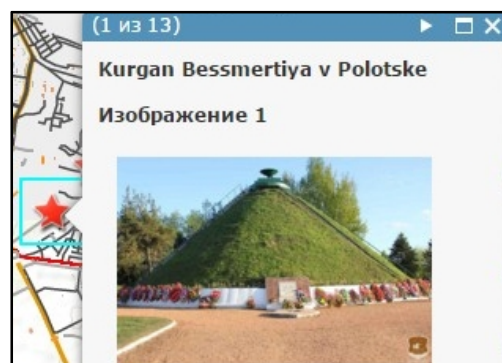 (1 из 13)
Kurgan Bessmertiya v Polotske
Изображение 1